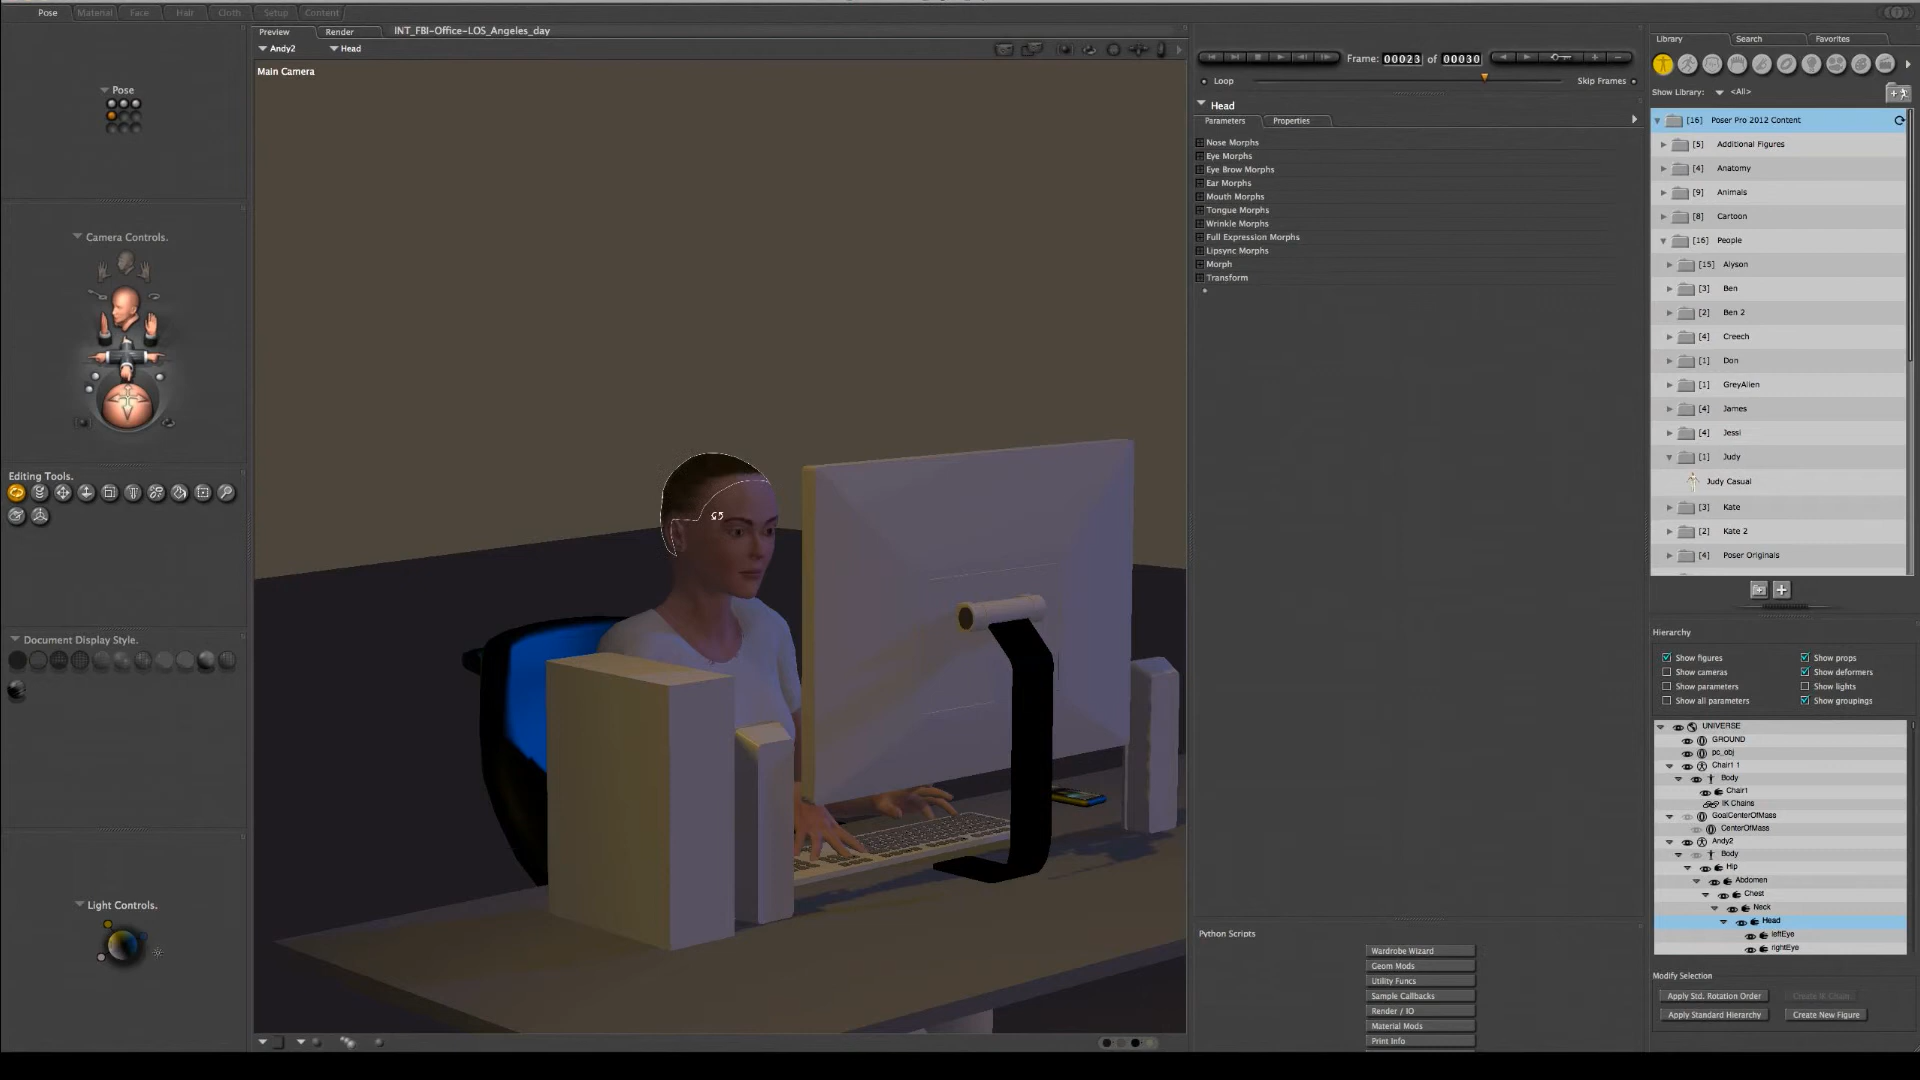 Pose Material Face Hair Cloth Setup Content
Preview Render INT_FBI-Office-LOS_Angeles_day
Andy2 Head
Main Camera
Pose
Camera Controls.
Editing Tools.
Document Display Style.
Light Controls.
Frame: 00023 of 00030
Loop Skip Frames
Head
Parameters Properties
Nose Morphs
Eye Morphs
Eye Brow Morphs
Ear Morphs
Mouth Morphs
Tongue Morphs
Wrinkle Morphs
Full Expression Morphs
Lipsync Morphs
Morph
Transform
Python Scripts
Wardrobe Wizard
Geom Mods
Utility Funcs
Sample Callbacks
Render / IO
Material Mods
Print Info
Library Search Favorites
Show Library: <All>
[16] Poser Pro 2012 Content
[5] Additional Figures
[4] Anatomy
[9] Animals
[8] Cartoon
[16] People
[15] Alyson
[3] Ben
[2] Ben 2
[4] Creech
[1] Don
[1] GreyAlien
[4] James
[4] Jessi
[1] Judy
Judy Casual
[3] Kate
[2] Kate 2
[4] Poser Originals
Hierarchy
Show figures Show props
Show cameras Show deformers
Show parameters Show lights
Show all parameters Show groupings
UNIVERSE
GROUND
pc_obj
Chair1 1
Body
Chair1
IK Chains
GoalCenterOfMass
CenterOfMass
Andy2
Body
Hip
Abdomen
Chest
Neck
Head
leftEye
rightEye
Modify Selection
Apply Std. Rotation Order Create IK Chain
Apply Standard Hierarchy Create New Figure